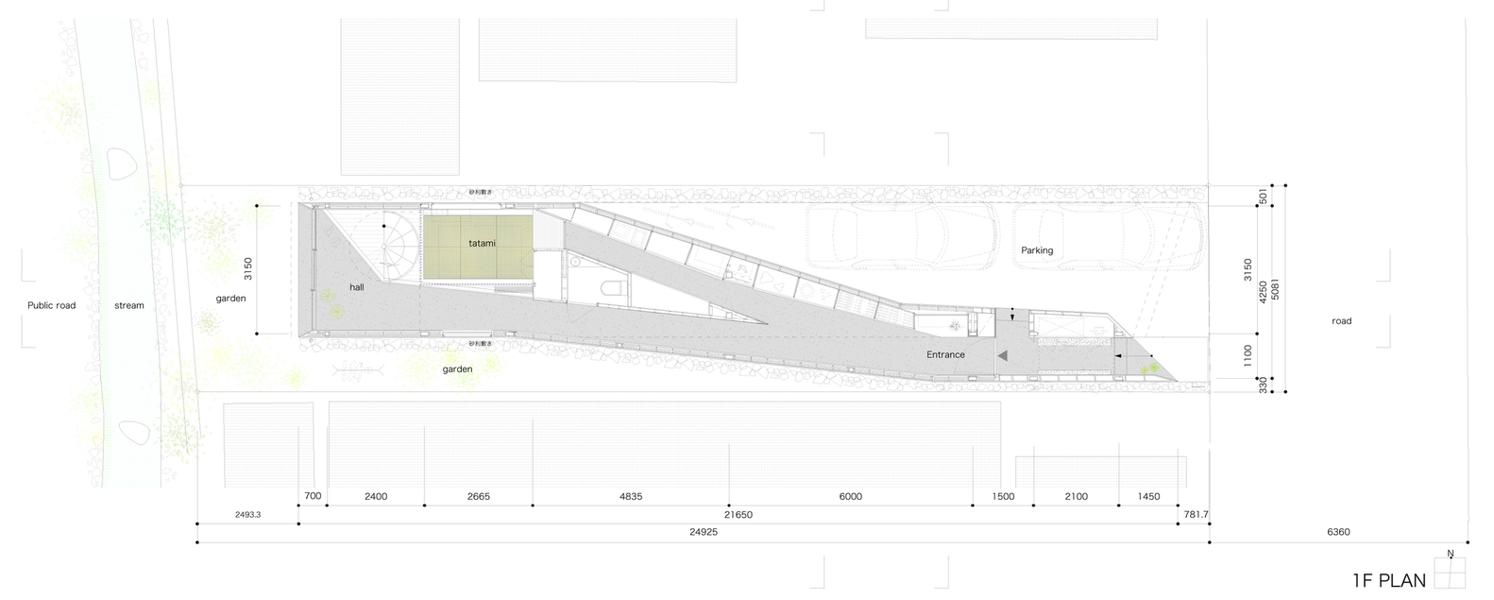 砂利敷き
501
tatami
Parking
3150
hall
garden
Public road
stream
3150
4250
5081
road
砂利敷き
Entrance
1100
garden
330
700
2400
2665
4835
6000
1500
2100
1450
2493.3
21650
781.7
24925
6360
N
1F PLAN